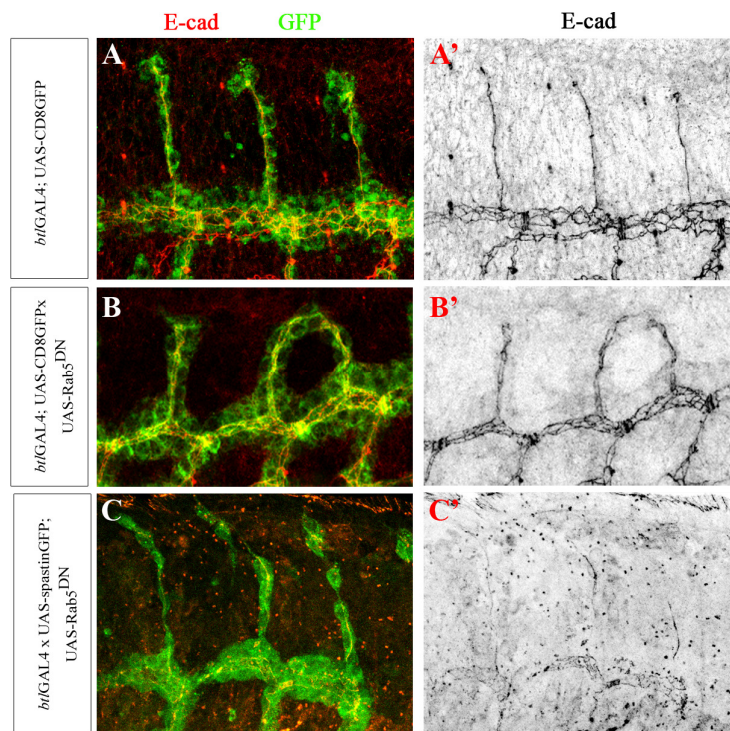 E-cad GFP E-cad
btlGAL4; UAS-CD8GFP
A
A'
btlGAL4; UAS-CD8GFPx
UAS-Rab5DN
B
B'
btlGAL4 x UAS-spastinGFP;
UAS-Rab5DN
C
C'